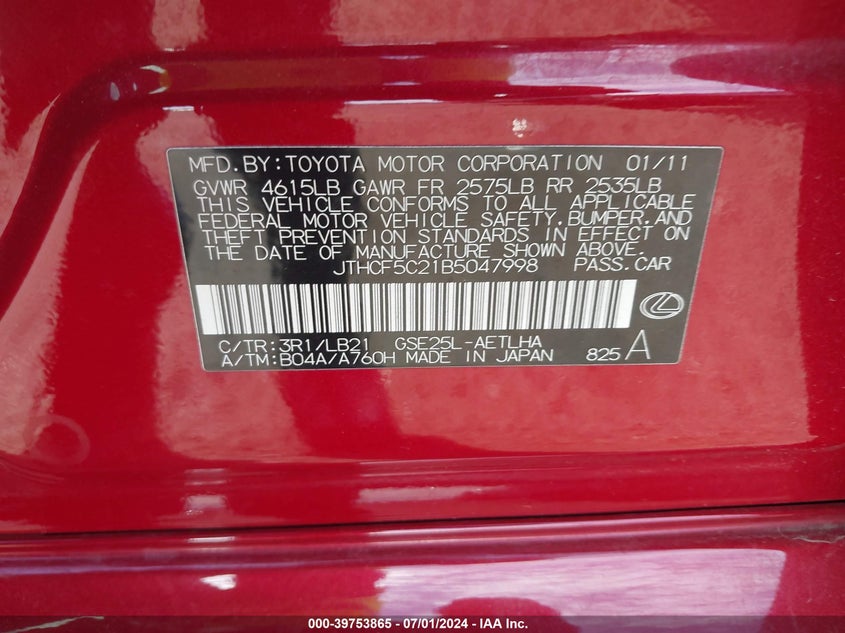 MFD.BY:TOYOTA MOTOR CORPORATION 01/11
GVWR 4615LB GAWR FR 2575LB RR 2535LB
THIS VEHICLE CONFORMS TO ALL APPLICABLE
FEDERAL MOTOR VEHICLE SAFETY,BUMPER,AND
THEFT PREVENTION STANDARDS IN EFFECT ON
THE DATE OF MANUFACTURE SHOWN ABOVE.
JTHCF5C21B5047998 PASS.CAR
C/TR:3R1/LB21 GSE25L-AETLHA
A/TM:B04A/A760H MADE IN JAPAN 825 A
000-39753865 - 07/01/2024 - IAA Inc.